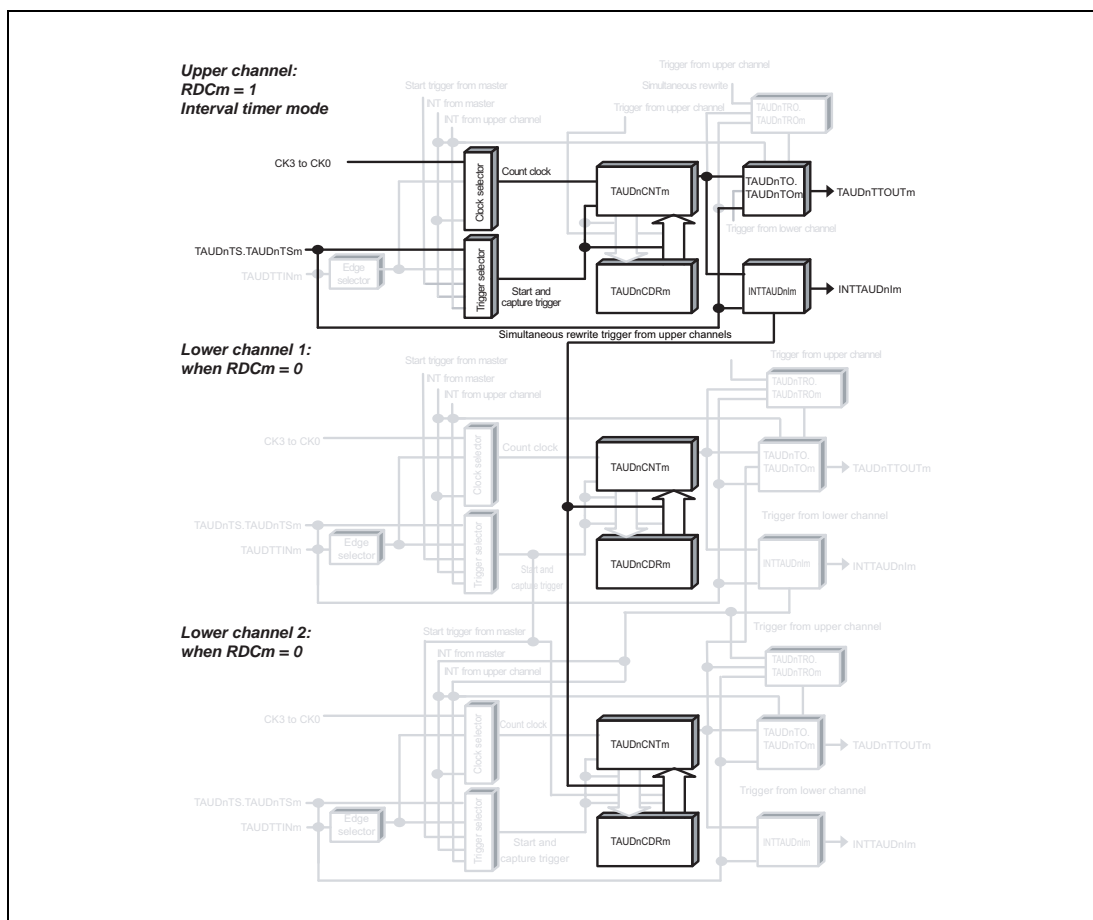 Upper channel:
RDCm = 1
Interval timer mode
Trigger from upper channel
Start trigger from master
Simultaneous rewrite
INT from master
Trigger from upper channel
INT from upper channel
TAUDnTRO.
TAUDnTROm
CK3 to CK0
Clock selector
Count clock
TAUDnCNTm
TAUDnTO.
TAUDnTOm
TAUDnTTOUTm
Trigger from lower channel
TAUDnTS.TAUDnTSm
TAUDTTINm
Edge
selector
Trigger selector
Start and
capture trigger
TAUDnCDRm
INTTAUDnIm
INTTAUDnIm
Simultaneous rewrite trigger from upper channels
Lower channel 1:
when RDCm = 0
Trigger from upper channel
Start trigger from master
INT from master
INT from upper channel
TAUDnTRO.
TAUDnTROm
CK3 to CK0
Clock selector
Count clock
TAUDnCNTm
TAUDnTO.
TAUDnTOm
TAUDnTTOUTm
Trigger from lower channel
TAUDnTS.TAUDnTSm
TAUDTTINm
Edge
selector
Trigger selector
Start and
capture trigger
TAUDnCDRm
INTTAUDnIm
INTTAUDnIm
Lower channel 2:
when RDCm = 0
Trigger from upper channel
Start trigger from master
INT from master
INT from upper channel
TAUDnTRO.
TAUDnTROm
CK3 to CK0
Clock selector
Count clock
TAUDnCNTm
TAUDnTO.
TAUDnTOm
TAUDnTTOUTm
Trigger from lower channel
TAUDnTS.TAUDnTSm
TAUDTTINm
Edge
selector
Trigger selector
Start and
capture trigger
TAUDnCDRm
INTTAUDnIm
INTTAUDnIm